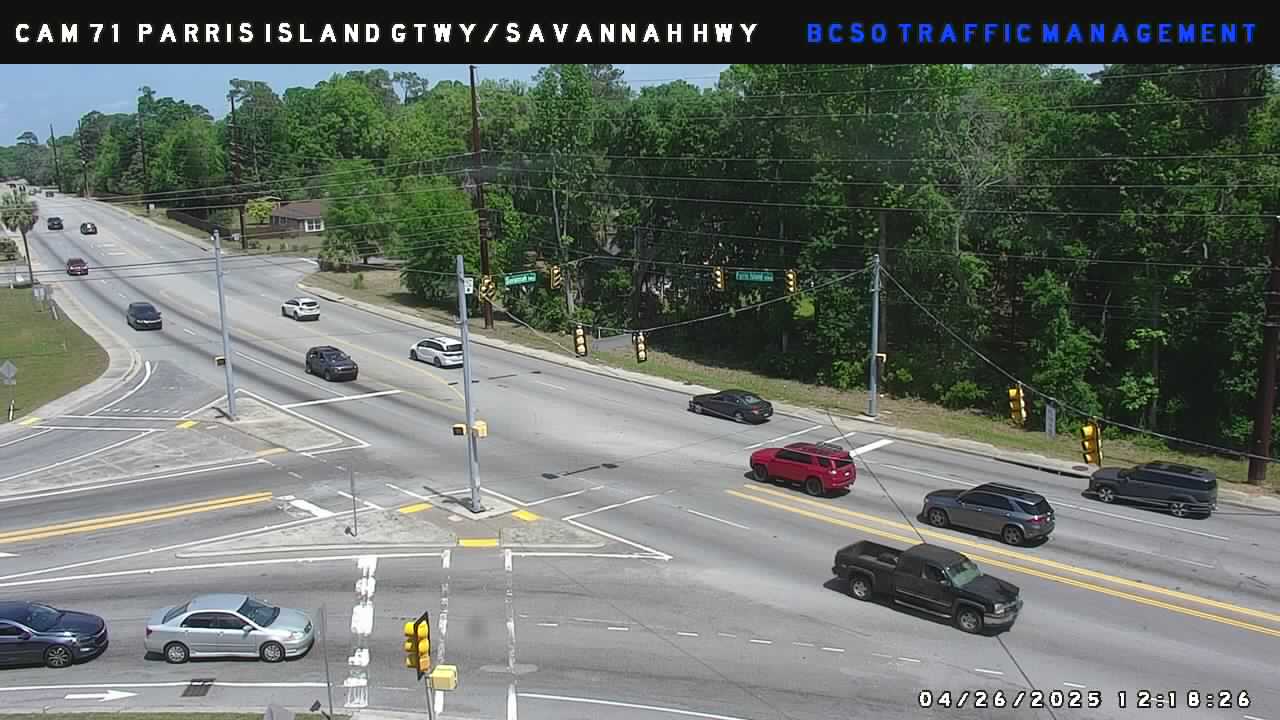 CAM 71 PARRIS ISLAND GTWY/SAVANNAH HWY BCSO TRAFFIC MANAGEMENT
04/26/2025 12:18:26